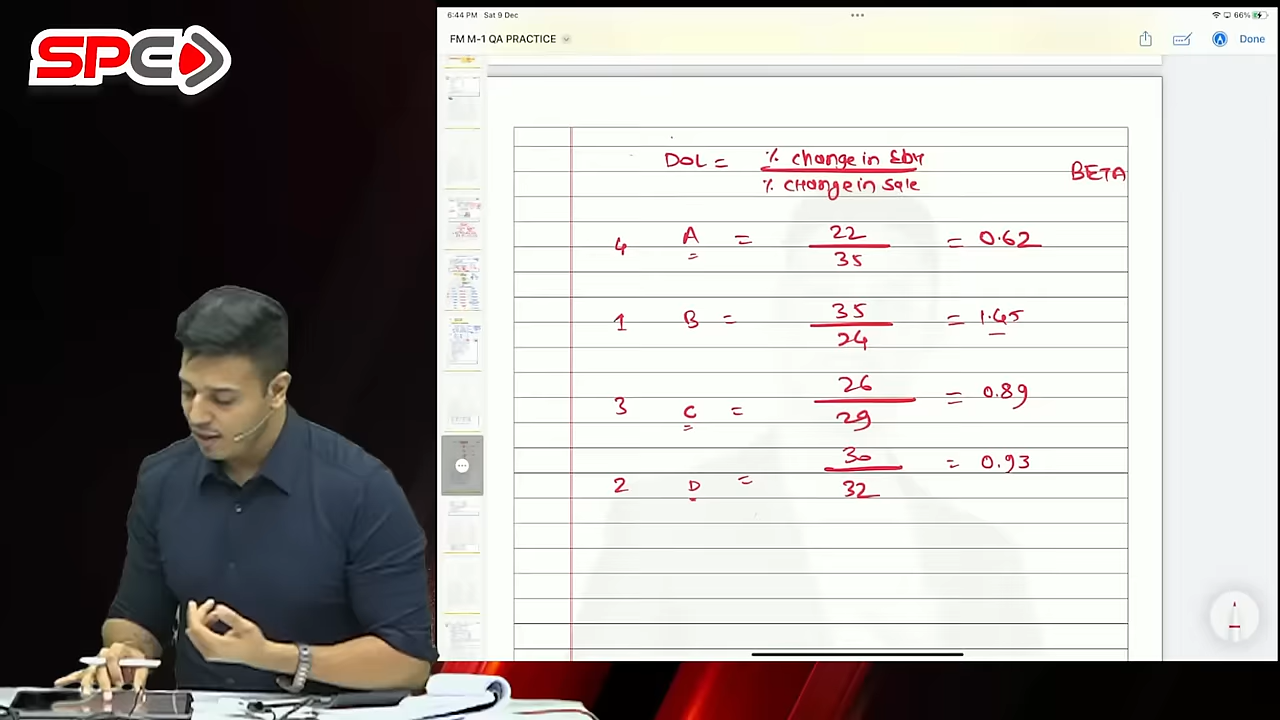 SPC
6:44 PM Sat 9 Dec
66%
FM M-1 QA PRACTICE
Done
DOL = % change in Ebit
% change in Sale
BETA
4 A = 22 = 0.62
35
1 B = 35 = 1.45
24
3 C = 26 = 0.89
29
2 D = 30 = 0.93
32